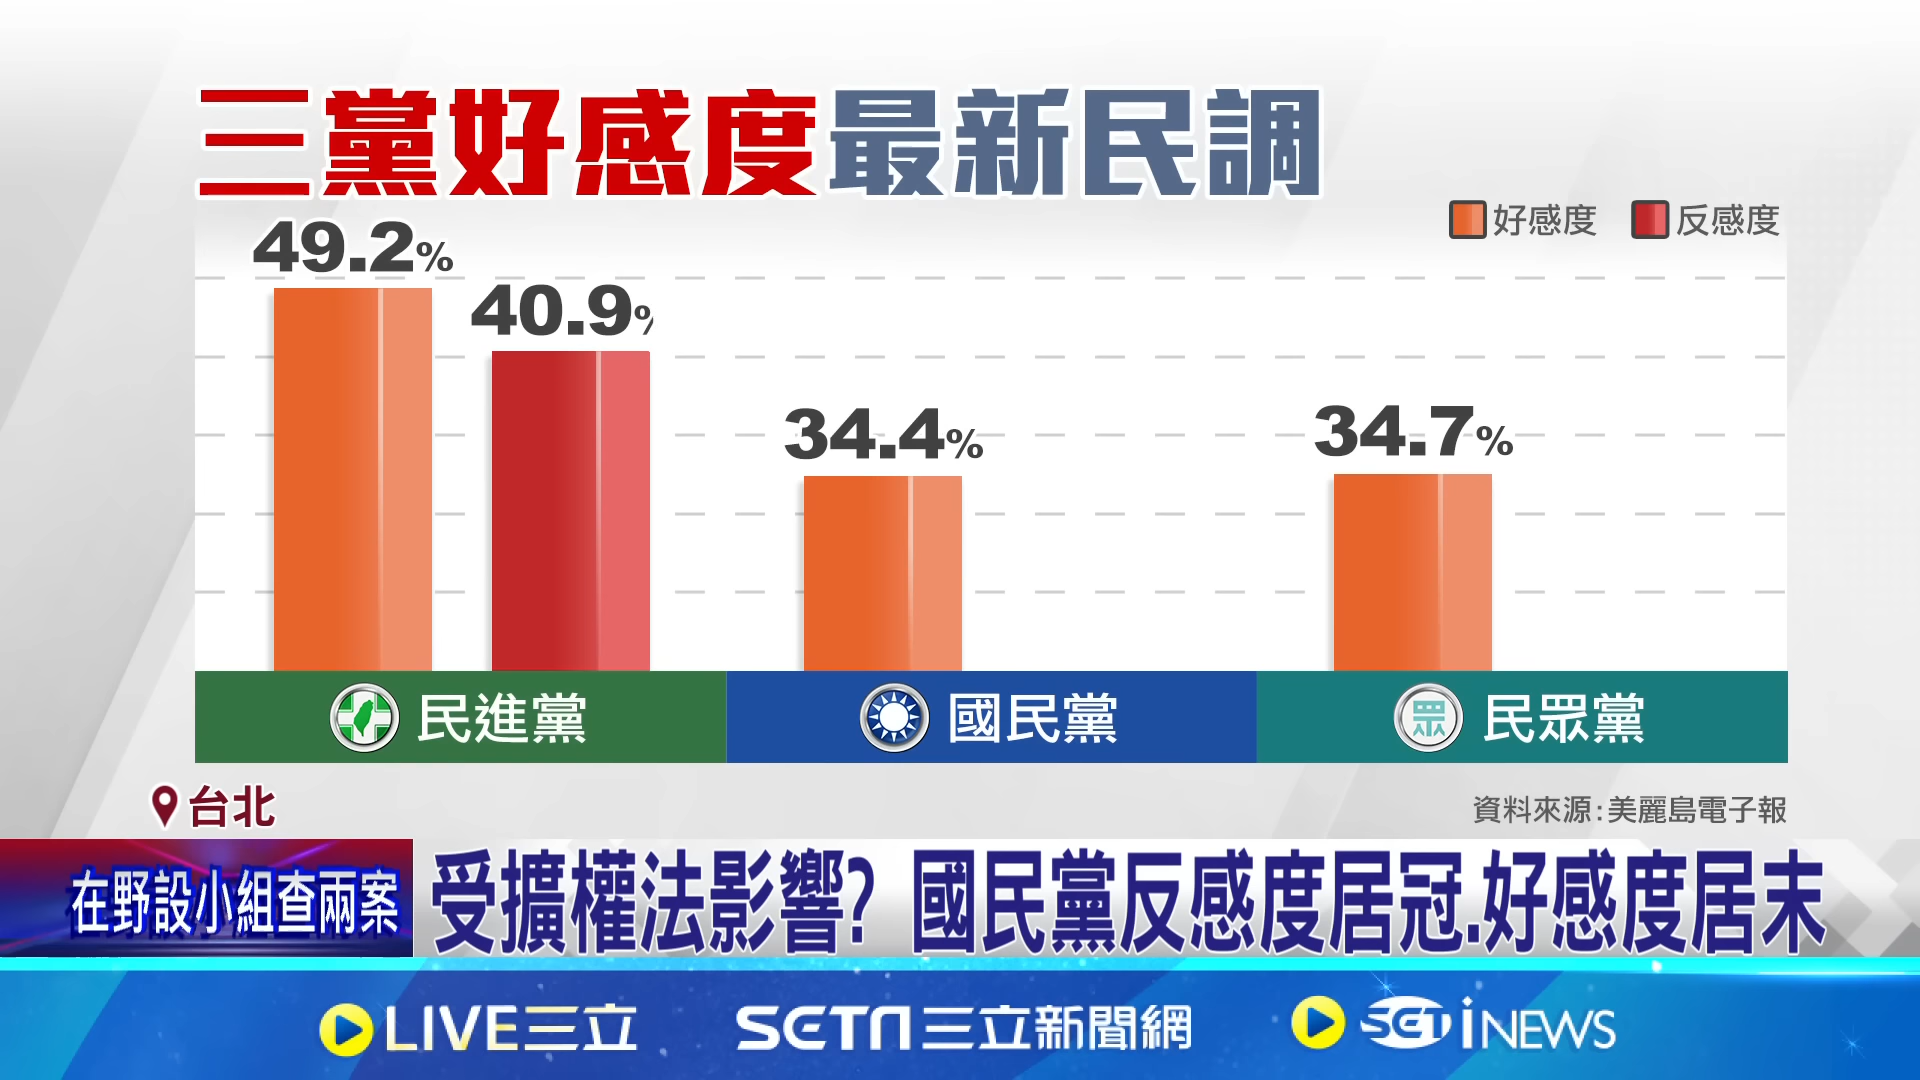 三黨好感度最新民調
好感度 反感度
49.2%
40.9%
34.4%
34.7%
民進黨
國民黨
眾
民眾黨
台北
資料來源:美麗島電子報
在野設小組查兩案
受擴權法影響? 國民黨反感度居冠.好感度居末
LIVE三立
SETN三立新聞網
SET iNEWS